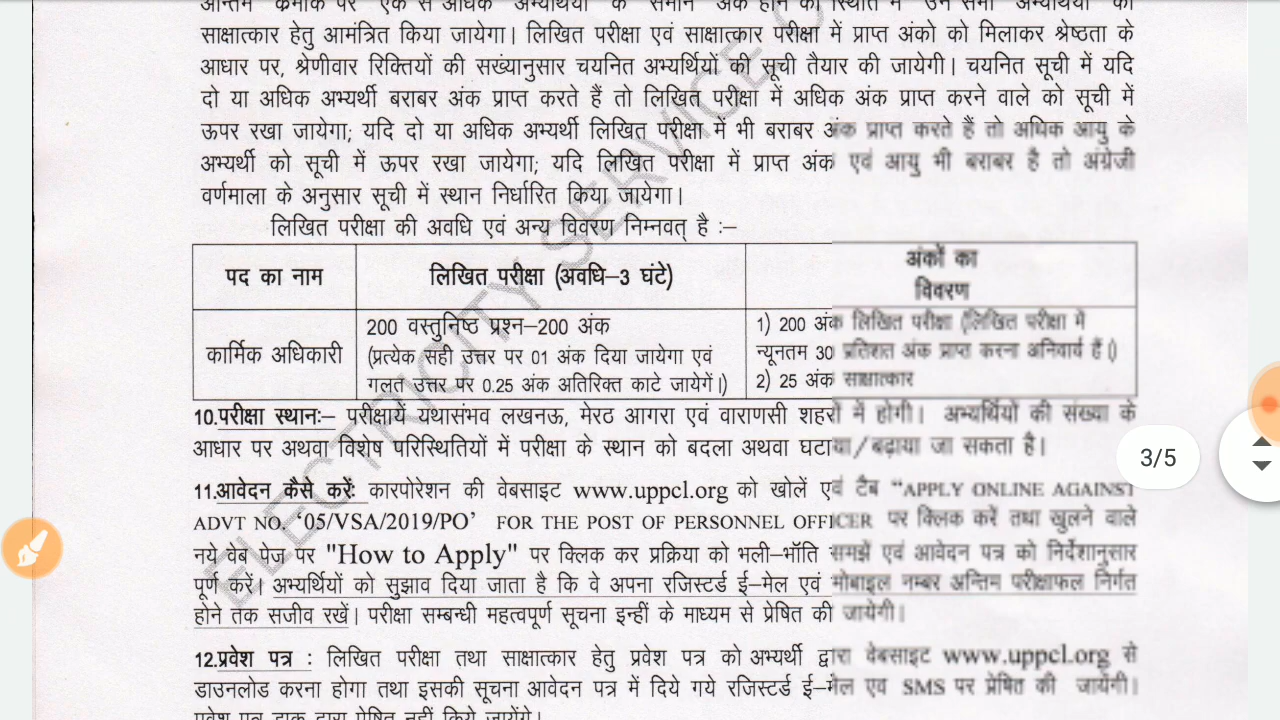 अन्तिम क्रमांक पर एक से अधिक अभ्यर्थियों के समान अंक होने की स्थिति में उन सभी अभ्यर्थियों को
साक्षात्कार हेतु आमंत्रित किया जायेगा। लिखित परीक्षा एवं साक्षात्कार परीक्षा में प्राप्त अंको को मिलाकर श्रेष्ठता के
आधार पर, श्रेणीवार रिक्तियों की सख्यानुसार चयनित अभ्यर्थियों की सूची तैयार की जायेगी। चयनित सूची में यदि
दो या अधिक अभ्यर्थी बराबर अंक प्राप्त करते हैं तो लिखित परीक्षा में अधिक अंक प्राप्त करने वाले को सूची में
ऊपर रखा जायेगा; यदि दो या अधिक अभ्यर्थी लिखित परीक्षा में भी बराबर अंक प्राप्त करते हैं तो अधिक आयु के
अभ्यर्थी को सूची में ऊपर रखा जायेगा; यदि लिखित परीक्षा में प्राप्त अंक एवं आयु भी बराबर है तो अंग्रेजी
वर्णमाला के अनुसार सूची में स्थान निर्धारित किया जायेगा।
लिखित परीक्षा की अवधि एवं अन्य विवरण निम्नवत् है :–
पद का नाम लिखित परीक्षा (अवधि–3 घंटे) अंकों का
विवरण
कार्मिक अधिकारी
200 वस्तुनिष्ठ प्रश्न–200 अंक
(प्रत्येक सही उत्तर पर 01 अंक दिया जायेगा एवं
गलत उत्तर पर 0.25 अंक अतिरिक्त काटे जायेगें।)
1) 200 अंक लिखित परीक्षा (लिखित परीक्षा में
न्यूनतम 30 प्रतिशत अंक प्राप्त करना अनिवार्य हैं।)
2) 25 अंक साक्षात्कार
10.परीक्षा स्थानः– परीक्षायें यथासंभव लखनऊ, मेरठ आगरा एवं वाराणसी शहरों में होगी। अभ्यर्थियों की संख्या के
आधार पर अथवा विशेष परिस्थितियों में परीक्षा के स्थान को बदला अथवा घटाया/बढ़ाया जा सकता है।
3/5
11.आवेदन कैसे करेंः कारपोरेशन की वेबसाइट www.uppcl.org को खोलें एवं टैब "APPLY ONLINE AGAINST
ADVT NO. ‘05/VSA/2019/PO’ FOR THE POST OF PERSONNEL OFFICER पर क्लिक करें तथा खुलने वाले
नये वेब पेज पर "How to Apply" पर क्लिक कर प्रक्रिया को भली–भॉति समझें एवं आवेदन पत्र को निर्देशानुसार
पूर्ण करें। अभ्यर्थियों को सुझाव दिया जाता है कि वे अपना रजिस्टर्ड ई–मेल एवं मोबाइल नम्बर अन्तिम परीक्षाफल निर्गत
होने तक सजीव रखें। परीक्षा सम्बन्धी महत्वपूर्ण सूचना इन्हीं के माध्यम से प्रेषित की जायेगी।
12.प्रवेश पत्र : लिखित परीक्षा तथा साक्षात्कार हेतु प्रवेश पत्र को अभ्यर्थी द्वारा वेबसाइट www.uppcl.org से
डाउनलोड करना होगा तथा इसकी सूचना आवेदन पत्र में दिये गये रजिस्टर्ड ई–मेल एव SMS पर प्रेषित की जायेंगी।
प्रवेश पत्र डाक द्वारा प्रेषित नहीं किये जायेंगे।
ELECTRICITY SERVICE C